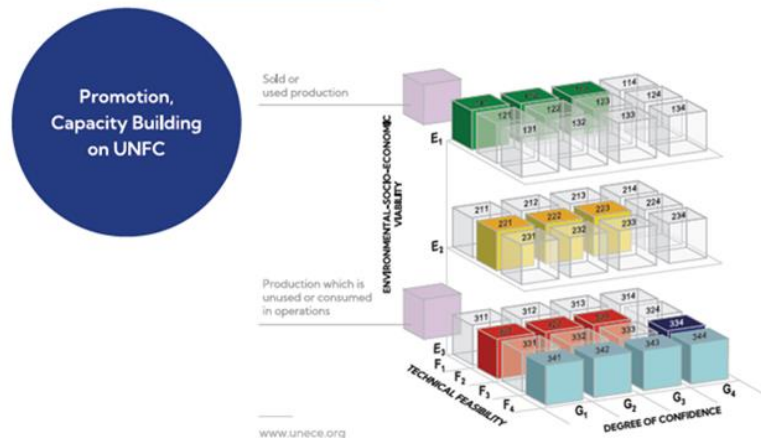 Promotion,
Capacity Building
on UNFC
Sold or
used production
Production which is
unused or consumed
in operations
www.unece.org
ENVIRONMENTAL-SOCIO-ECONOMIC
VIABILITY
E1
114
121 122 123 124
131 132 133 134
E2
211 212 213 214
221 222 223 224
231 232 233 234
E3
311 312 313 314
324
331 332 333 334
341 342 343 344
F1
F2
F3
F4
TECHNICAL FEASIBILITY
G1
G2
G3
G4
DEGREE OF CONFIDENCE